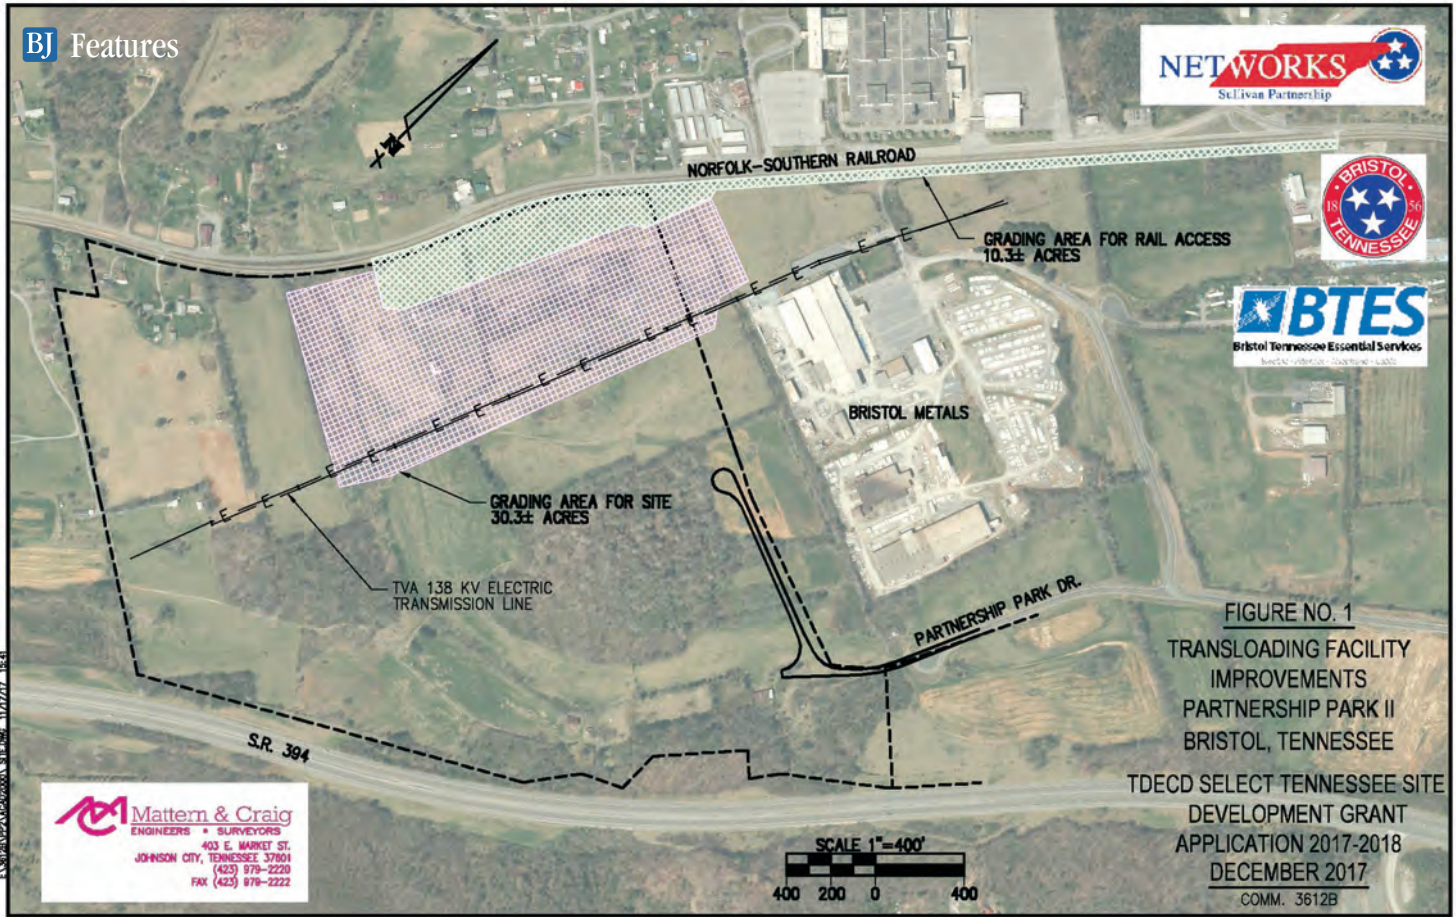 BJ Features
NETWORKS
Sullivan Partnership
NORFOLK-SOUTHERN RAILROAD
BRISTOL
18 56
TENNESSEE
GRADING AREA FOR RAIL ACCESS
10.3± ACRES
BTES
Bristol Tennessee Essential Services
N
E E E E E E E E E E E E
BRISTOL METALS
GRADING AREA FOR SITE
30.3± ACRES
TVA 138 KV ELECTRIC
TRANSMISSION LINE
PARTNERSHIP PARK DR.
S.R. 394
FIGURE NO. 1
TRANSLOADING FACILITY
IMPROVEMENTS
PARTNERSHIP PARK II
BRISTOL, TENNESSEE
TDECD SELECT TENNESSEE SITE
DEVELOPMENT GRANT
APPLICATION 2017-2018
DECEMBER 2017
COMM. 3612B
Mattern & Craig
ENGINEERS • SURVEYORS
403 E. MARKET ST.
JOHNSON CITY, TENNESSEE 37601
(423) 979-2220
FAX (423) 979-2222
SCALE 1"=400'
400 200 0 400